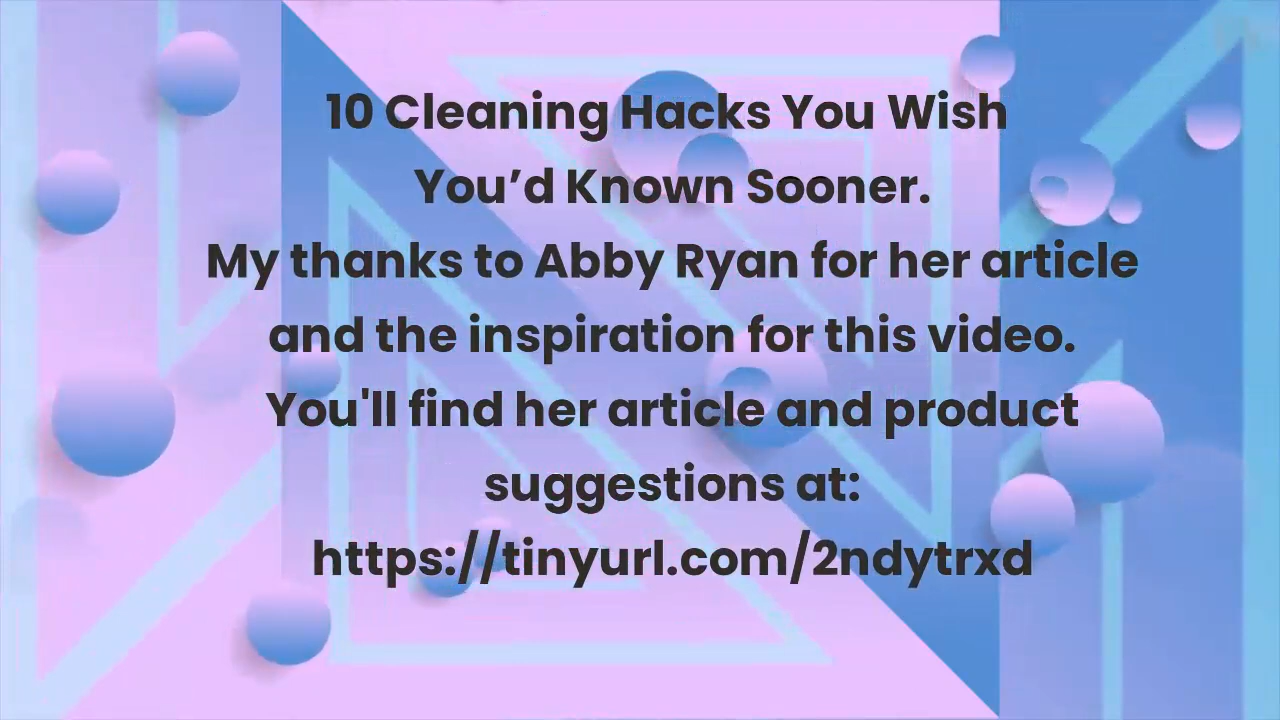 10 Cleaning Hacks You Wish
You’d Known Sooner.
My thanks to Abby Ryan for her article
and the inspiration for this video.
You'll find her article and product
suggestions at:
https://tinyurl.com/2ndytrxd